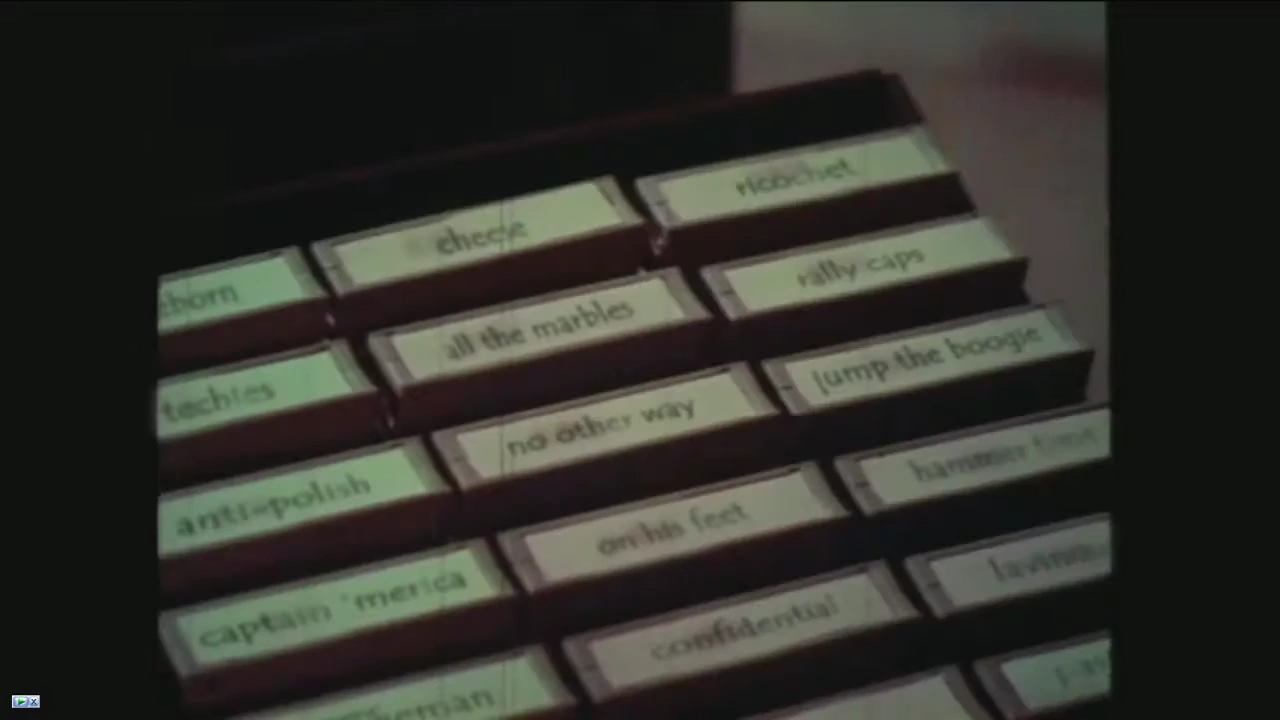 cheese
ricochet
all the marbles
rally caps
techies
no other way
jump the boogie
anti-polish
on his feet
hammer
captain 'merica
confidential